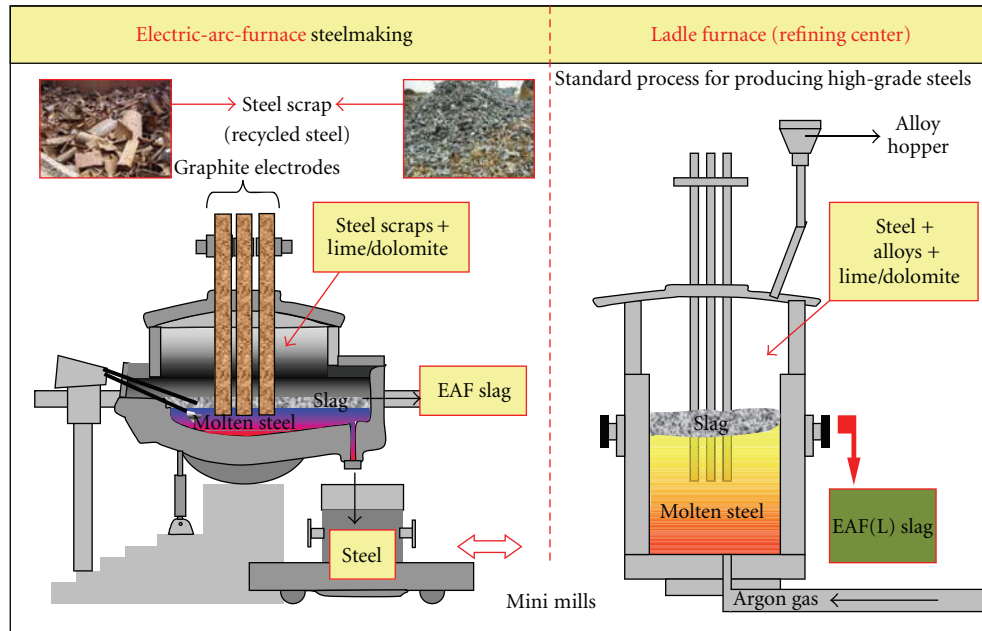 Electric-arc-furnace steelmaking
Ladle furnace (refining center)
Standard process for producing high-grade steels
Steel scrap
(recycled steel)
Graphite electrodes
Steel scraps +
lime/dolomite
Slag
EAF slag
Molten steel
Steel
Mini mills
Alloy
hopper
Steel +
alloys +
lime/dolomite
Slag
Molten steel
EAF(L) slag
Argon gas